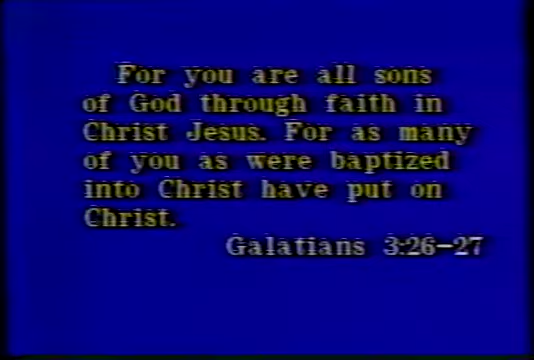 For you are all sons
of God through faith in
Christ Jesus. For as many
of you as were baptized
into Christ have put on
Christ.
Galatians 3:26-27